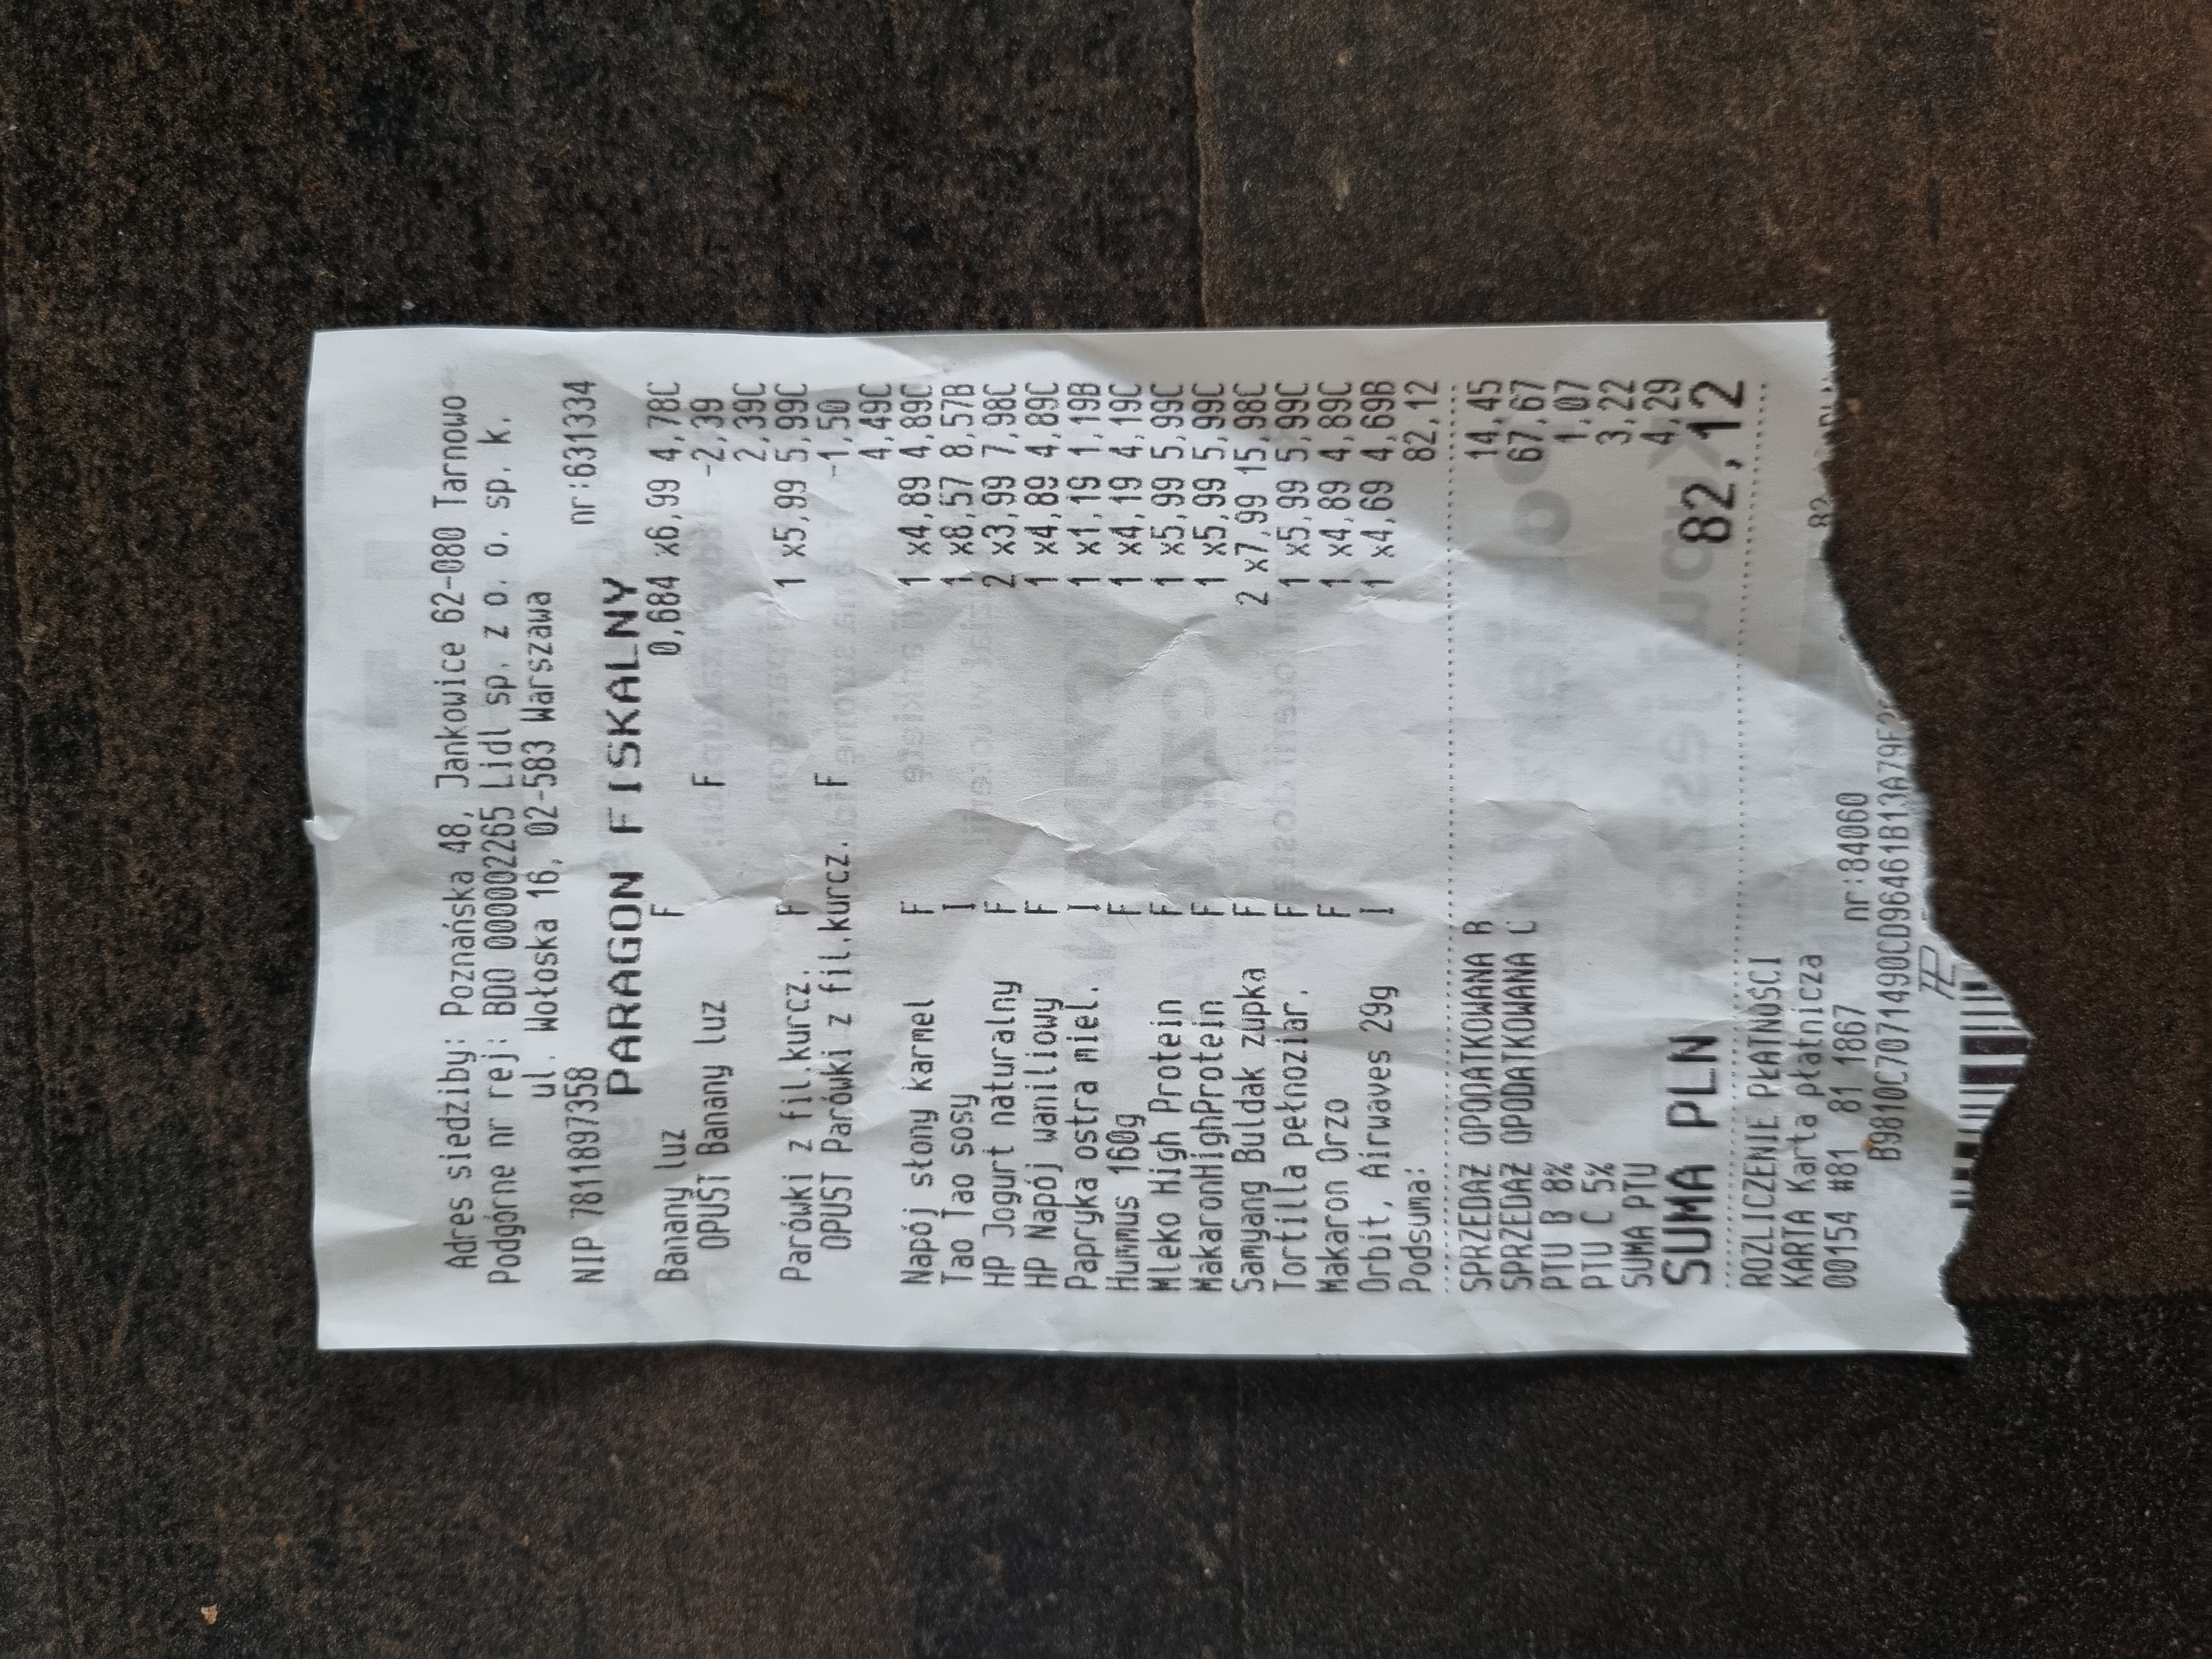 Adres siedziby: Poznańska 48, Jankowice 62-080 Tarnowo
Podgórne nr rej: BDO 000002265 Lidl sp. z o. o. sp. k.
ul. Wołoska 16, 02-583 Warszawa
NIP 7811897358 nr:631334
PARAGON FISKALNY
Banany luz F 0,684 x6,99 4,78C
OPUST Banany luz F -2,39
2,39C
Parówki z fil.kurcz. F 1 x5,99 5,99C
OPUST Parówki z fil.kurcz. F -1,50
4,49C
Napój słony karmel F 1 x4,89 4,89C
Tao Tao sosy I 1 x8,57 8,57B
HP Jogurt naturalny F 2 x3,99 7,98C
HP Napój waniliowy F 1 x4,89 4,89C
Papryka ostra miel. I 1 x1,19 1,19B
Hummus 160g F 1 x4,19 4,19C
Mleko High Protein F 1 x5,99 5,99C
MakaronHighProtein F 1 x5,99 5,99C
Samyang Buldak zupka F 2 x7,99 15,98C
Tortilla pełnoziar. F 1 x5,99 5,99C
Makaron Orzo F 1 x4,89 4,89C
Orbit, Airwaves 29g I 1 x4,69 4,69B
Podsuma: 82,12
SPRZEDAŻ OPODATKOWANA B 14,45
SPRZEDAŻ OPODATKOWANA C 67,67
PTU B 8% 1,07
PTU C 5% 3,22
SUMA PTU 4,29
SUMA PLN 82,12
ROZLICZENIE PŁATNOŚCI
KARTA Karta płatnicza
00154 #81 81 1867 nr:84060